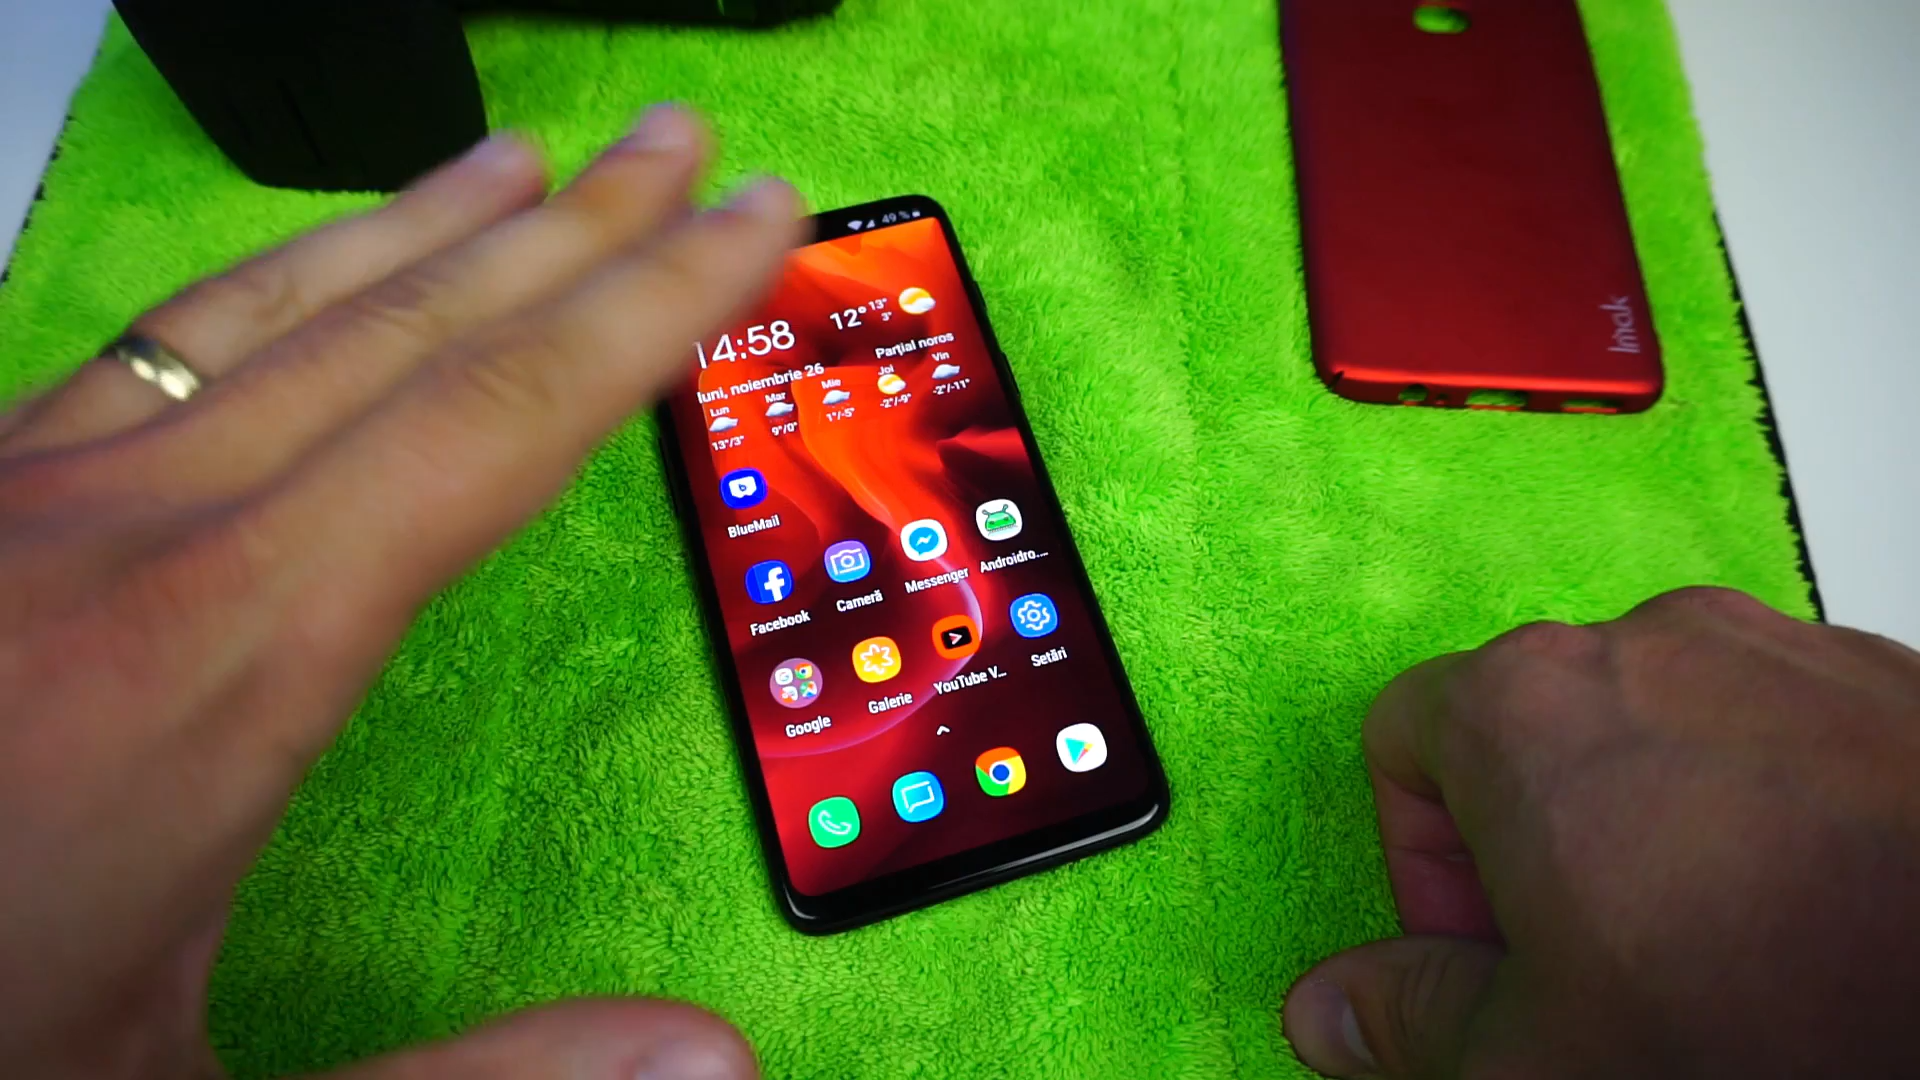 49 %
14:58
12° 13° 3°
Parțial noros
luni, noiembrie 26
Lun Mar Mie Joi Vin
13°/3° 9°/0° 1°/-5° -2°/-9° -2°/-11°
BlueMail
Facebook Cameră Messenger Androidro...
Google Galerie YouTube V... Setări
Imak